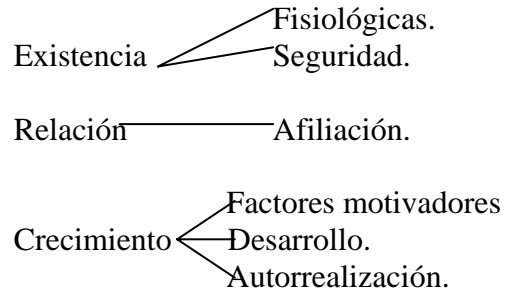 Fisiológicas.
Existencia Seguridad.
Relación Afiliación.
Factores motivadores
Crecimiento Desarrollo.
Autorrealización.